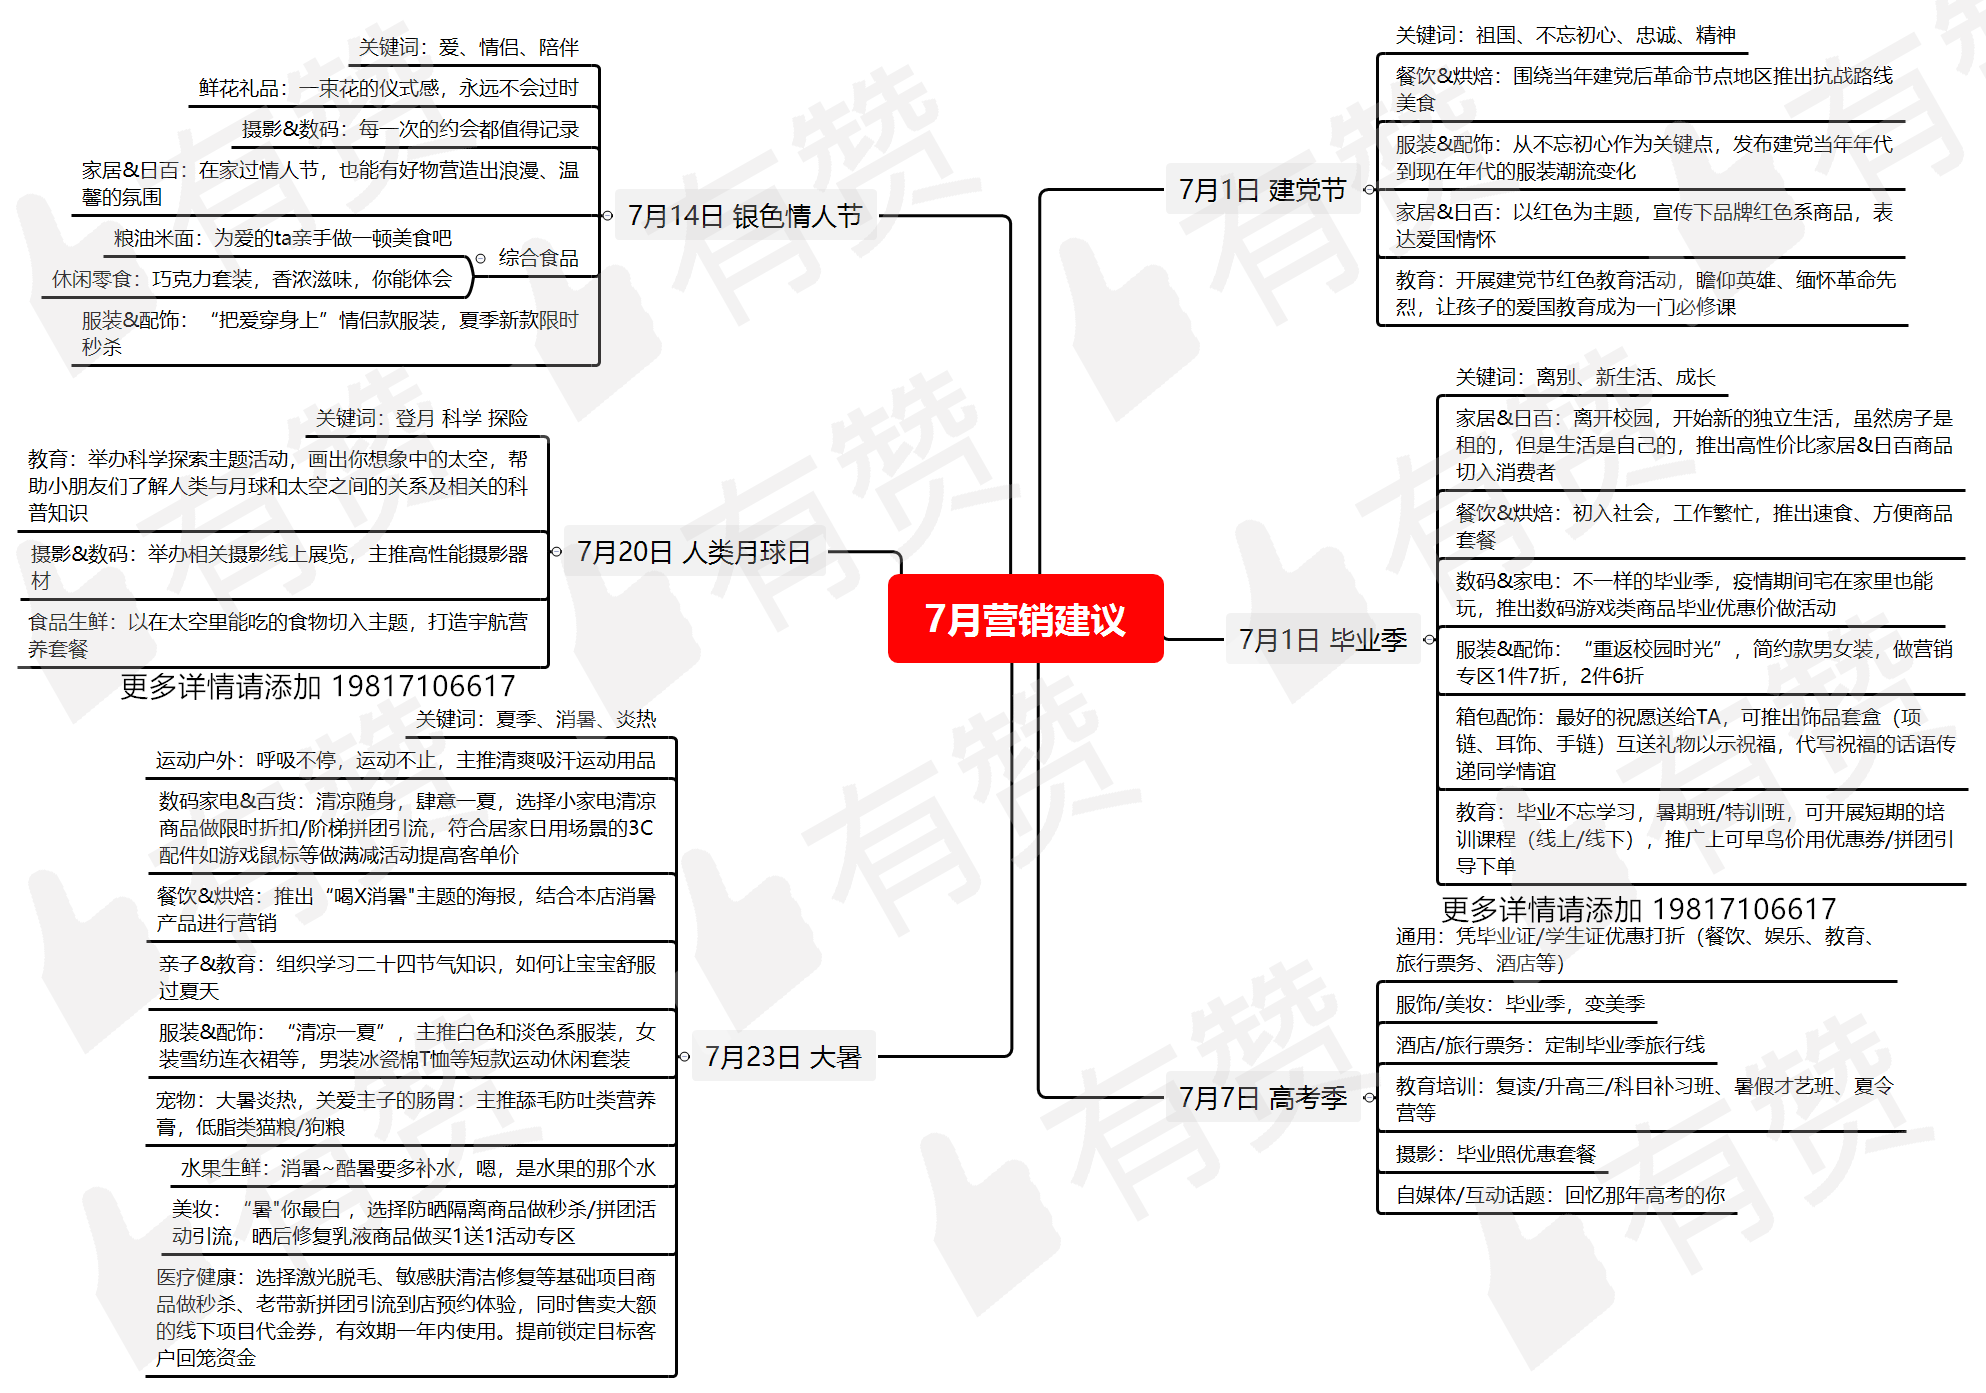 7月营销建议
7月1日 建党节
关键词：祖国、不忘初心、忠诚、精神
餐饮&烘焙：围绕当年建党后革命节点地区推出抗战路线
美食
服装&配饰：从不忘初心作为关键点，发布建党当年年代
到现在年代的服装潮流变化
家居&日百：以红色为主题，宣传下品牌红色系商品，表
达爱国情怀
教育：开展建党节红色教育活动，瞻仰英雄、缅怀革命先
烈，让孩子的爱国教育成为一门必修课
7月1日 毕业季
关键词：离别、新生活、成长
家居&日百：离开校园，开始新的独立生活，虽然房子是
租的，但是生活是自己的，推出高性价比家居&日百商品
切入消费者
餐饮&烘焙：初入社会，工作繁忙，推出速食、方便商品
套餐
数码&家电：不一样的毕业季，疫情期间宅在家里也能
玩，推出数码游戏类商品毕业优惠价做活动
服装&配饰：“重返校园时光”，简约款男女装，做营销
专区1件7折，2件6折
箱包配饰：最好的祝愿送给TA，可推出饰品套盒（项
链、耳饰、手链）互送礼物以示祝福，代写祝福的话语传
递同学情谊
教育：毕业不忘学习，暑期班/特训班，可开展短期的培
训课程（线上/线下），推广上可早鸟价用优惠券/拼团引
导下单
更多详情请添加 19817106617
7月7日 高考季
通用：凭毕业证/学生证优惠打折（餐饮、娱乐、教育、
旅行票务、酒店等）
服饰/美妆：毕业季，变美季
酒店/旅行票务：定制毕业季旅行线
教育培训：复读/升高三/科目补习班、暑假才艺班、夏令
营等
摄影：毕业照优惠套餐
自媒体/互动话题：回忆那年高考的你
7月14日 银色情人节
关键词：爱、情侣、陪伴
鲜花礼品：一束花的仪式感，永远不会过时
摄影&数码：每一次的约会都值得记录
家居&日百：在家过情人节，也能有好物营造出浪漫、温
馨的氛围
综合食品
粮油米面：为爱的ta亲手做一顿美食吧
休闲零食：巧克力套装，香浓滋味，你能体会
服装&配饰：“把爱穿身上”情侣款服装，夏季新款限时
秒杀
7月20日 人类月球日
关键词：登月 科学 探险
教育：举办科学探索主题活动，画出你想象中的太空，帮
助小朋友们了解人类与月球和太空之间的关系及相关的科
普知识
摄影&数码：举办相关摄影线上展览，主推高性能摄影器
材
食品生鲜：以在太空里能吃的食物切入主题，打造宇航营
养套餐
更多详情请添加 19817106617
7月23日 大暑
关键词：夏季、消暑、炎热
运动户外：呼吸不停，运动不止，主推清爽吸汗运动用品
数码家电&百货：清凉随身，肆意一夏，选择小家电清凉
商品做限时折扣/阶梯拼团引流，符合居家日用场景的3C
配件如游戏鼠标等做满减活动提高客单价
餐饮&烘焙：推出“喝X消暑"主题的海报，结合本店消暑
产品进行营销
亲子&教育：组织学习二十四节气知识，如何让宝宝舒服
过夏天
服装&配饰：“清凉一夏”，主推白色和淡色系服装，女
装雪纺连衣裙等，男装冰瓷棉T恤等短款运动休闲套装
宠物：大暑炎热，关爱主子的肠胃：主推舔毛防吐类营养
膏，低脂类猫粮/狗粮
水果生鲜：消暑~酷暑要多补水，嗯，是水果的那个水
美妆：“暑"你最白 ，选择防晒隔离商品做秒杀/拼团活
动引流，晒后修复乳液商品做买1送1活动专区
医疗健康：选择激光脱毛、敏感肤清洁修复等基础项目商
品做秒杀、老带新拼团引流到店预约体验，同时售卖大额
的线下项目代金券，有效期一年内使用。提前锁定目标客
户回笼资金
有赞
有赞
有赞
有赞
有赞
有赞
有赞
有赞
有赞
有赞
有赞
有赞